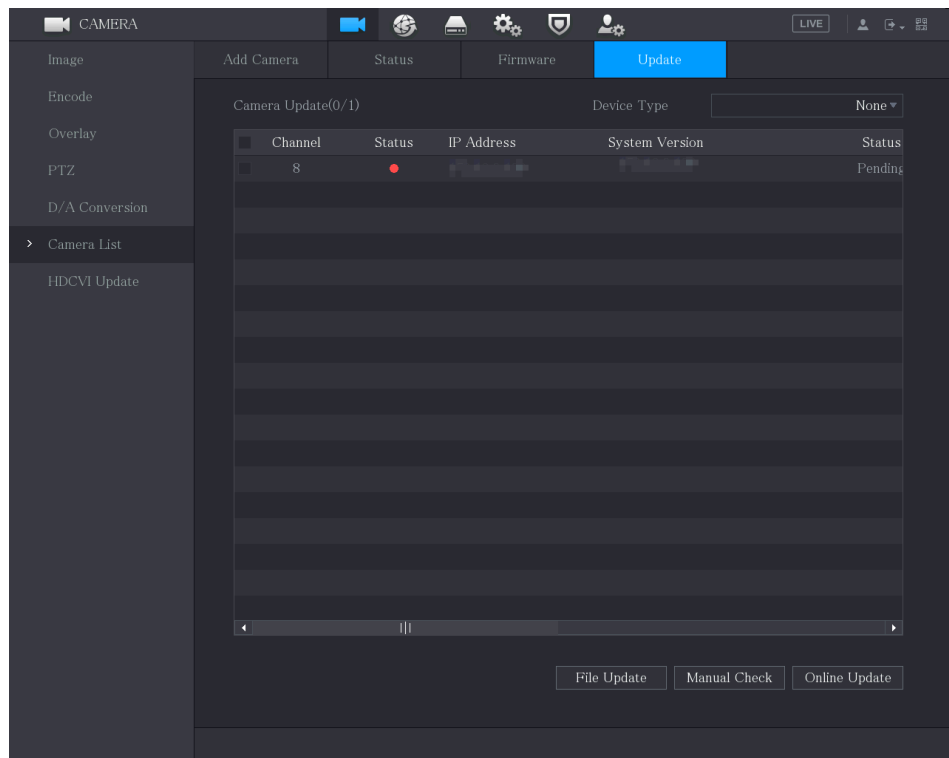 CAMERA
LIVE
Image
Encode
Overlay
PTZ
D/A Conversion
Camera List
HDCVI Update
Add Camera Status Firmware Update
Camera Update(0/1) Device Type None
Channel Status IP Address System Version Status
8 Pending
File Update Manual Check Online Update